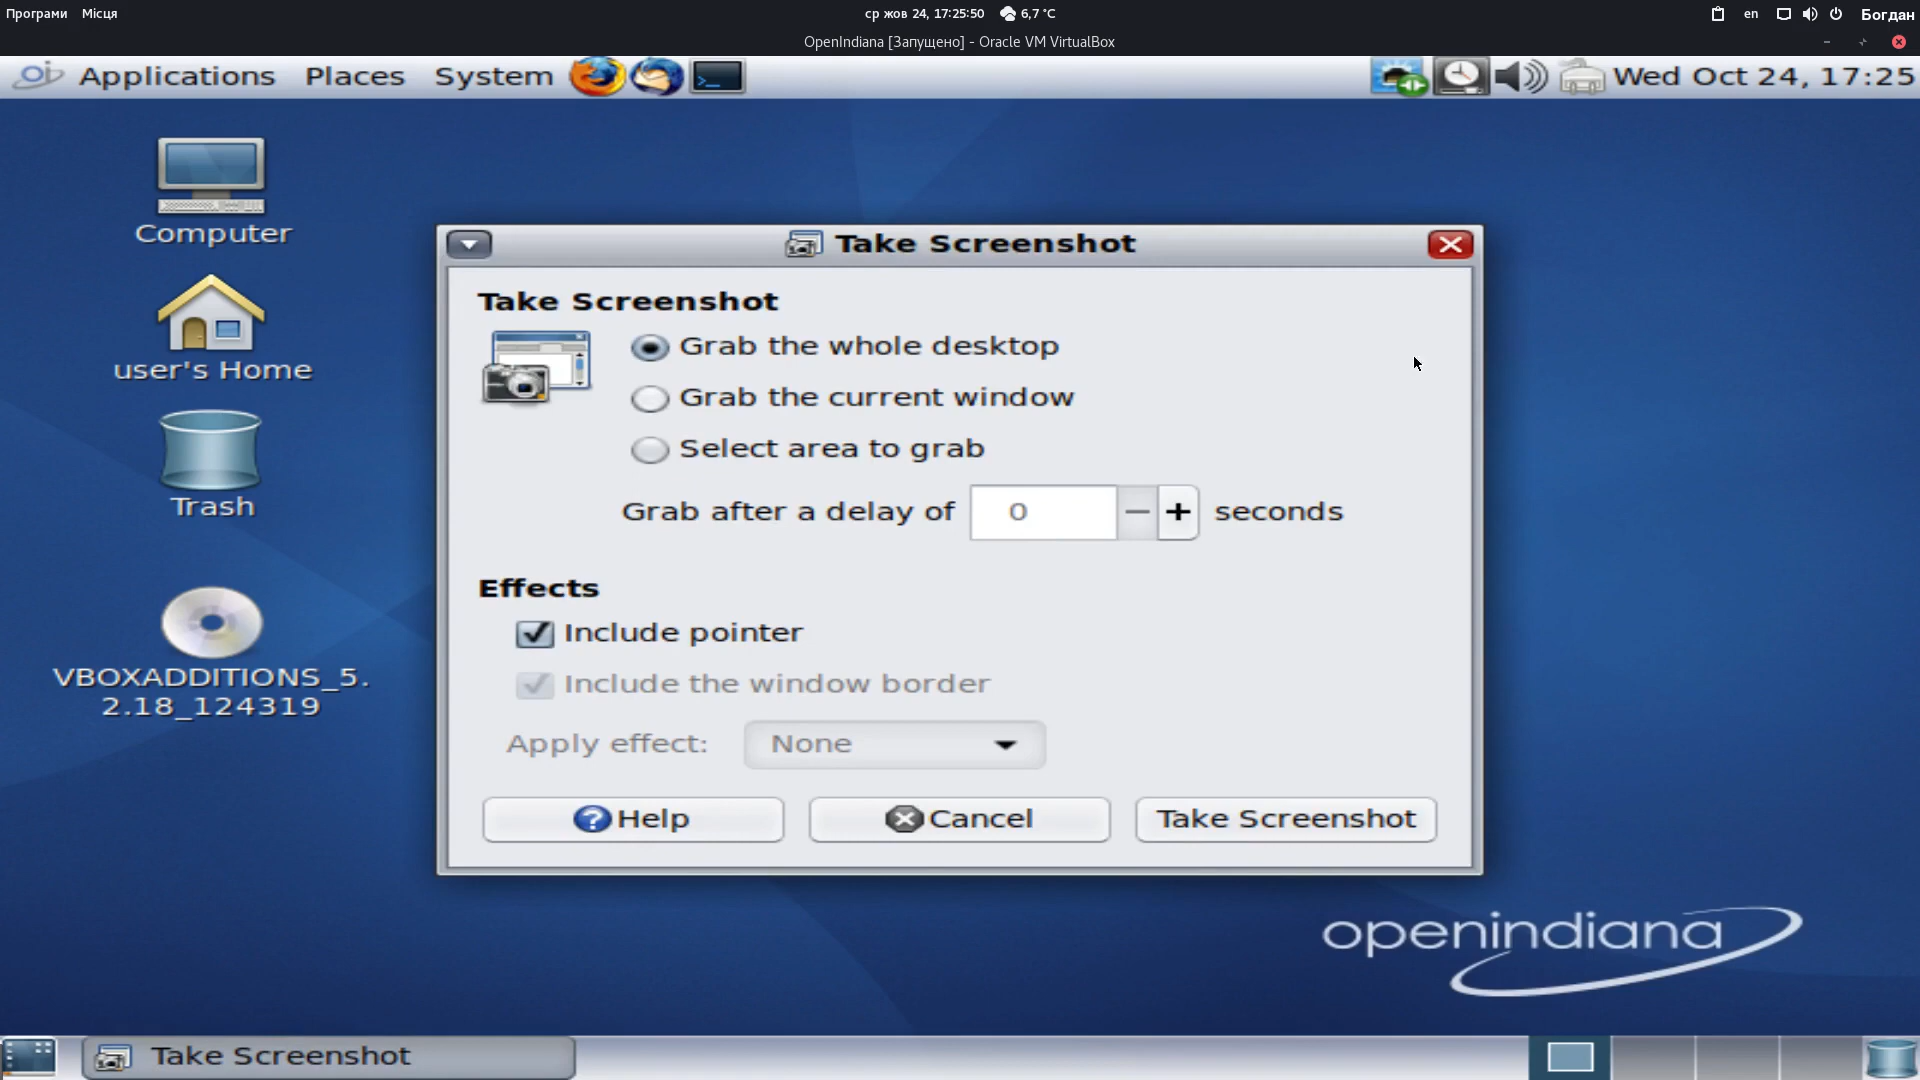 Програми Місця ср жов 24, 17:25:50 6,7 °C en Богдан
OpenIndiana [Запущено] - Oracle VM VirtualBox
Applications Places System Wed Oct 24, 17:25
Computer
user's Home
Trash
VBOXADDITIONS_5.
2.18_124319
Take Screenshot
Take Screenshot
Grab the whole desktop
Grab the current window
Select area to grab
Grab after a delay of 0 seconds
Effects
Include pointer
Include the window border
Apply effect: None
Help Cancel Take Screenshot
openindiana
Take Screenshot